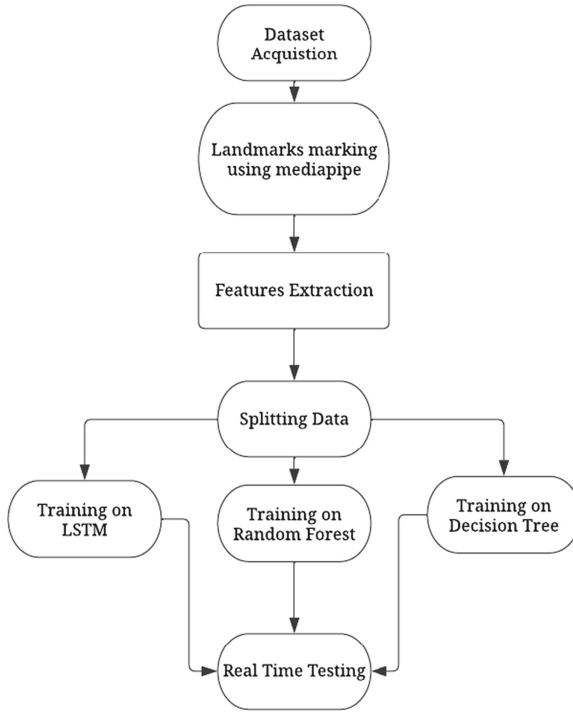 Dataset
Acquistion
Landmarks marking
using mediapipe
Features Extraction
Splitting Data
Training on
LSTM
Training on
Random Forest
Training on
Decision Tree
Real Time Testing